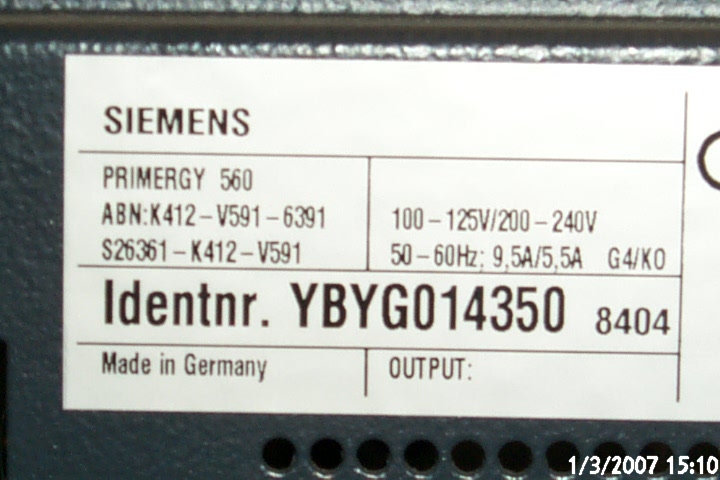 SIEMENS
PRIMERGY 560
ABN:K412-V591-6391
S26361-K412-V591
100-125V/200-240V
50-60Hz; 9,5A/5,5A G4/KO
Identnr. YBYG014350 8404
Made in Germany
OUTPUT:
1/3/2007 15:10